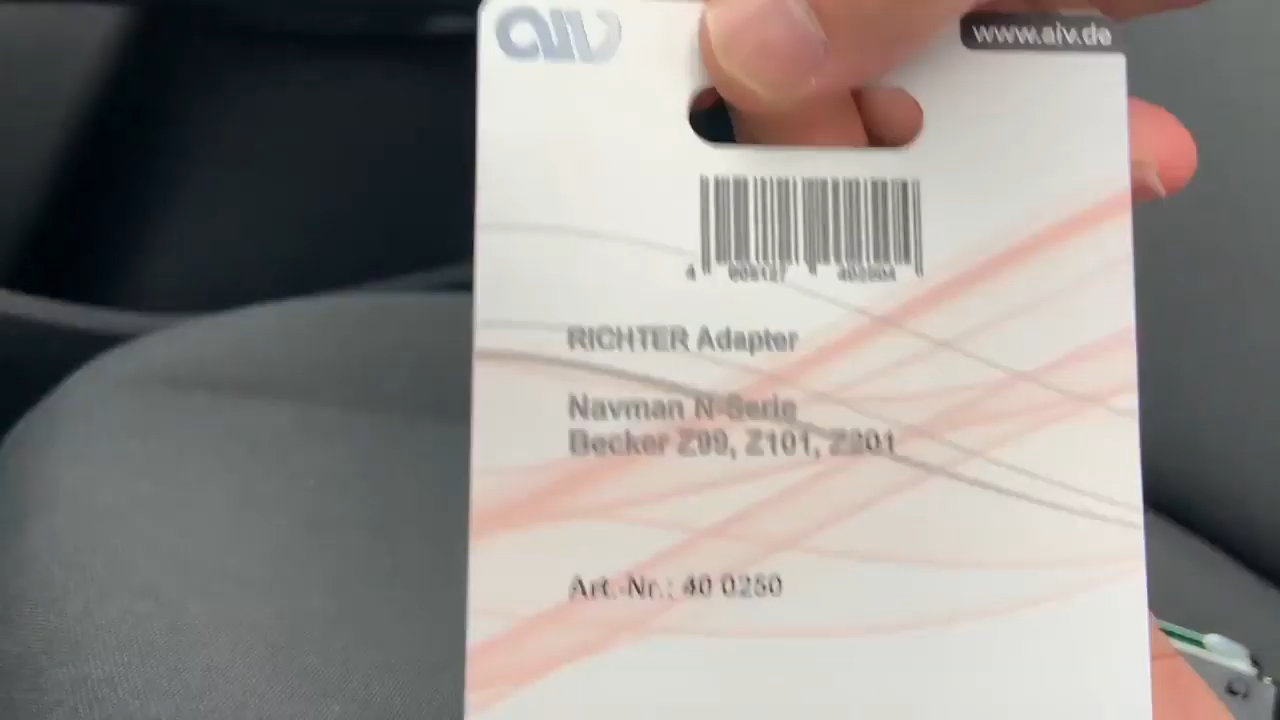 aiv
www.aiv.de
RICHTER Adapter
Navman N-Serie
Becker Z99, Z101, Z201
Art.-Nr.: 40 0250